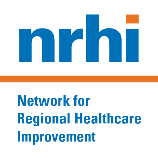 nrhi
Network for
Regional Healthcare
Improvement